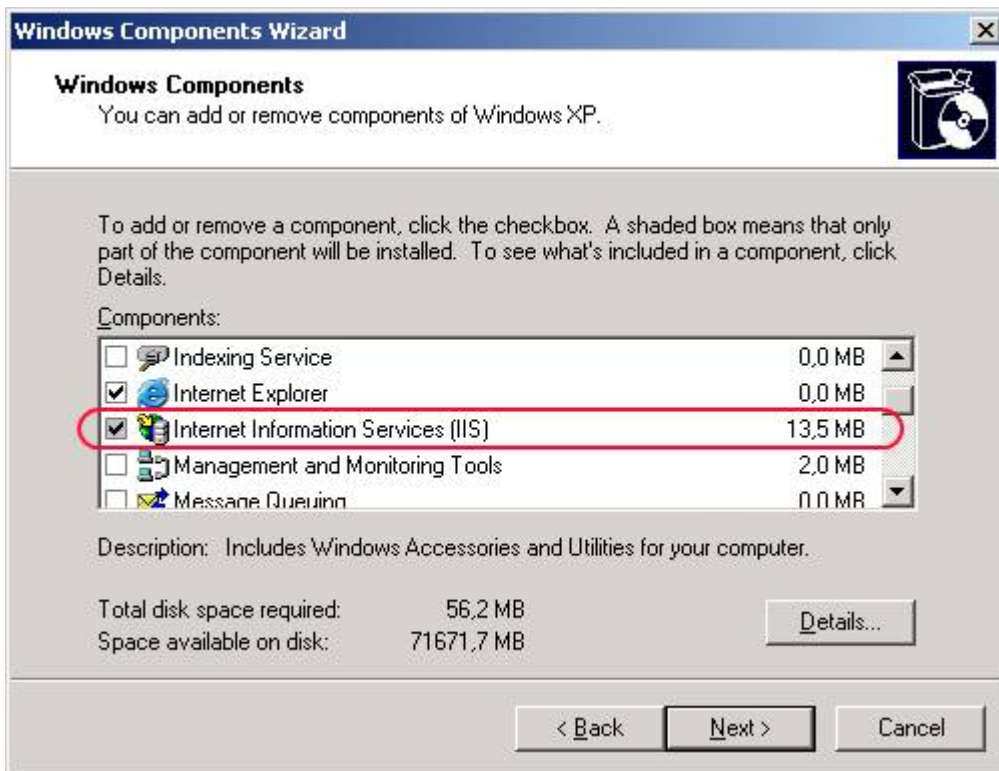 Windows Components Wizard
Windows Components
You can add or remove components of Windows XP.
To add or remove a component, click the checkbox. A shaded box means that only
part of the component will be installed. To see what's included in a component, click
Details.
Components:
Indexing Service 0,0 MB
Internet Explorer 0,0 MB
Internet Information Services (IIS) 13,5 MB
Management and Monitoring Tools 2,0 MB
Message Queuing 0,0 MB
Description: Includes Windows Accessories and Utilities for your computer.
Total disk space required: 56,2 MB
Space available on disk: 71671,7 MB
Details...
< Back Next > Cancel